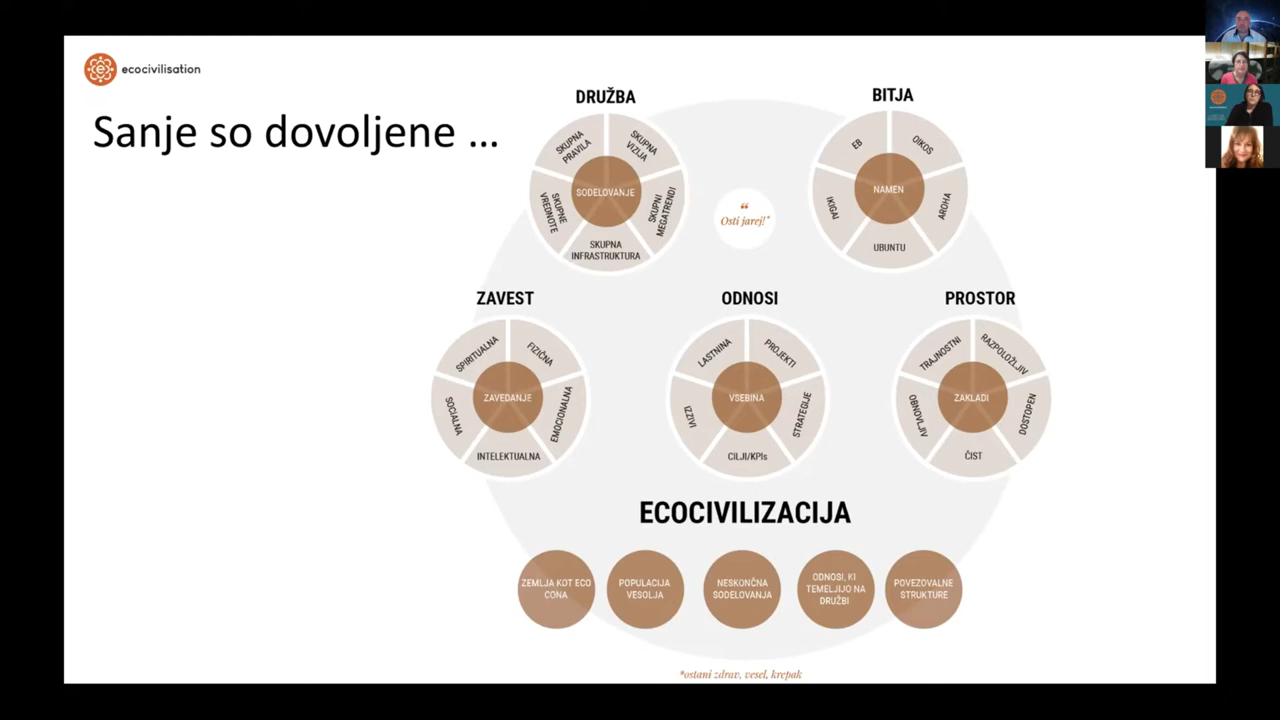 ecocivilisation
Sanje so dovoljene ...
DRUŽBA
SKUPNA
PRAVILA
SKUPNA
VIZIJA
SKUPNE
VREDNOTE
SODELOVANJE
SKUPNI
MEGATRENDI
SKUPNA
INFRASTRUKTURA
“
Osti jarej!*
BITJA
EB
OIKOS
IKIGAI
NAMEN
AROHA
UBUNTU
ZAVEST
SPIRITUALNA
FIZIČNA
SOCIALNA
ZAVEDANJE
EMOCIONALNA
INTELEKTUALNA
ODNOSI
LASTNINA
PROJEKTI
IZZIVI
VSEBINA
STRATEGIJE
CILJI/KPIs
PROSTOR
TRAJNOSTNI
RAZPOLOŽLJIV
OBNOVLJIV
ZAKLADI
DOSTOPEN
ČIST
ECOCIVILIZACIJA
ZEMLJA KOT ECO
CONA
POPULACIJA
VESOLJA
NESKONČNA
SODELOVANJA
ODNOSI, KI
TEMELJIJO NA
DRUŽBI
POVEZOVALNE
STRUKTURE
*ostani zdrav, vesel, krepak